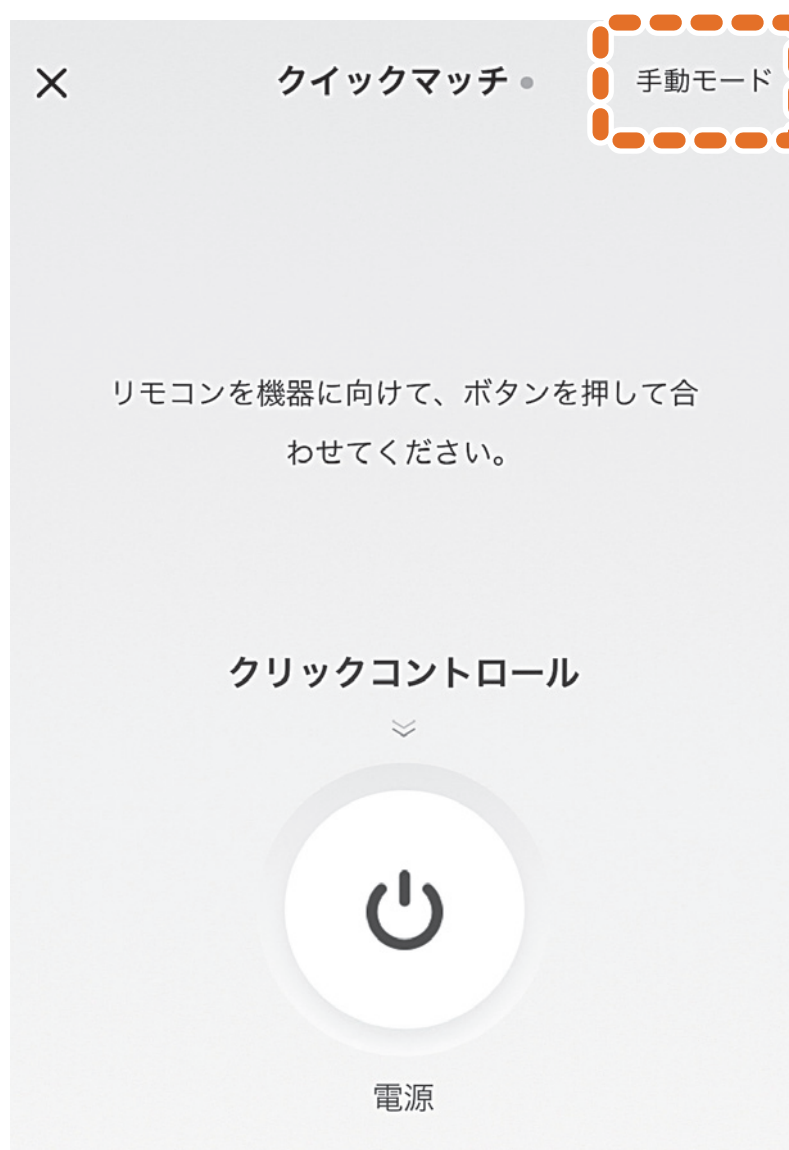 クイックマッチ
手動モード
リモコンを機器に向けて、ボタンを押して合
わせてください。
クリックコントロール
電源